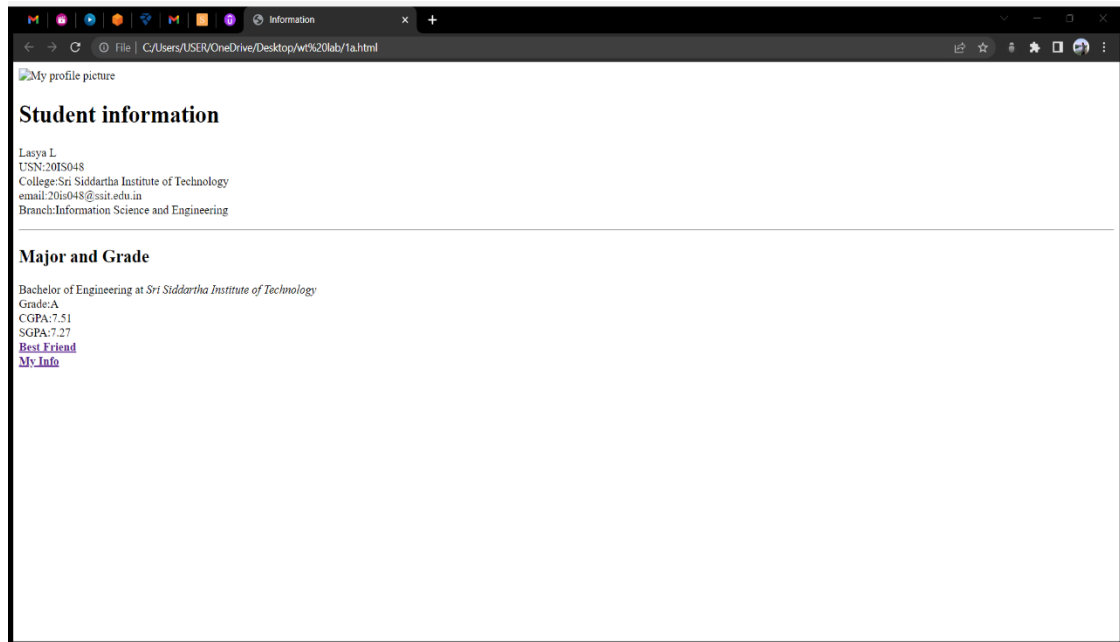 Information
File
C:/Users/USER/OneDrive/Desktop/wt%20lab/1a.html
My profile picture
Student information
Lasya L
USN:20IS048
College:Sri Siddartha Institute of Technology
email:20is048@ssit.edu.in
Branch:Information Science and Engineering
Major and Grade
Bachelor of Engineering at Sri Siddartha Institute of Technology
Grade:A
CGPA:7.51
SGPA:7.27
Best Friend
My Info